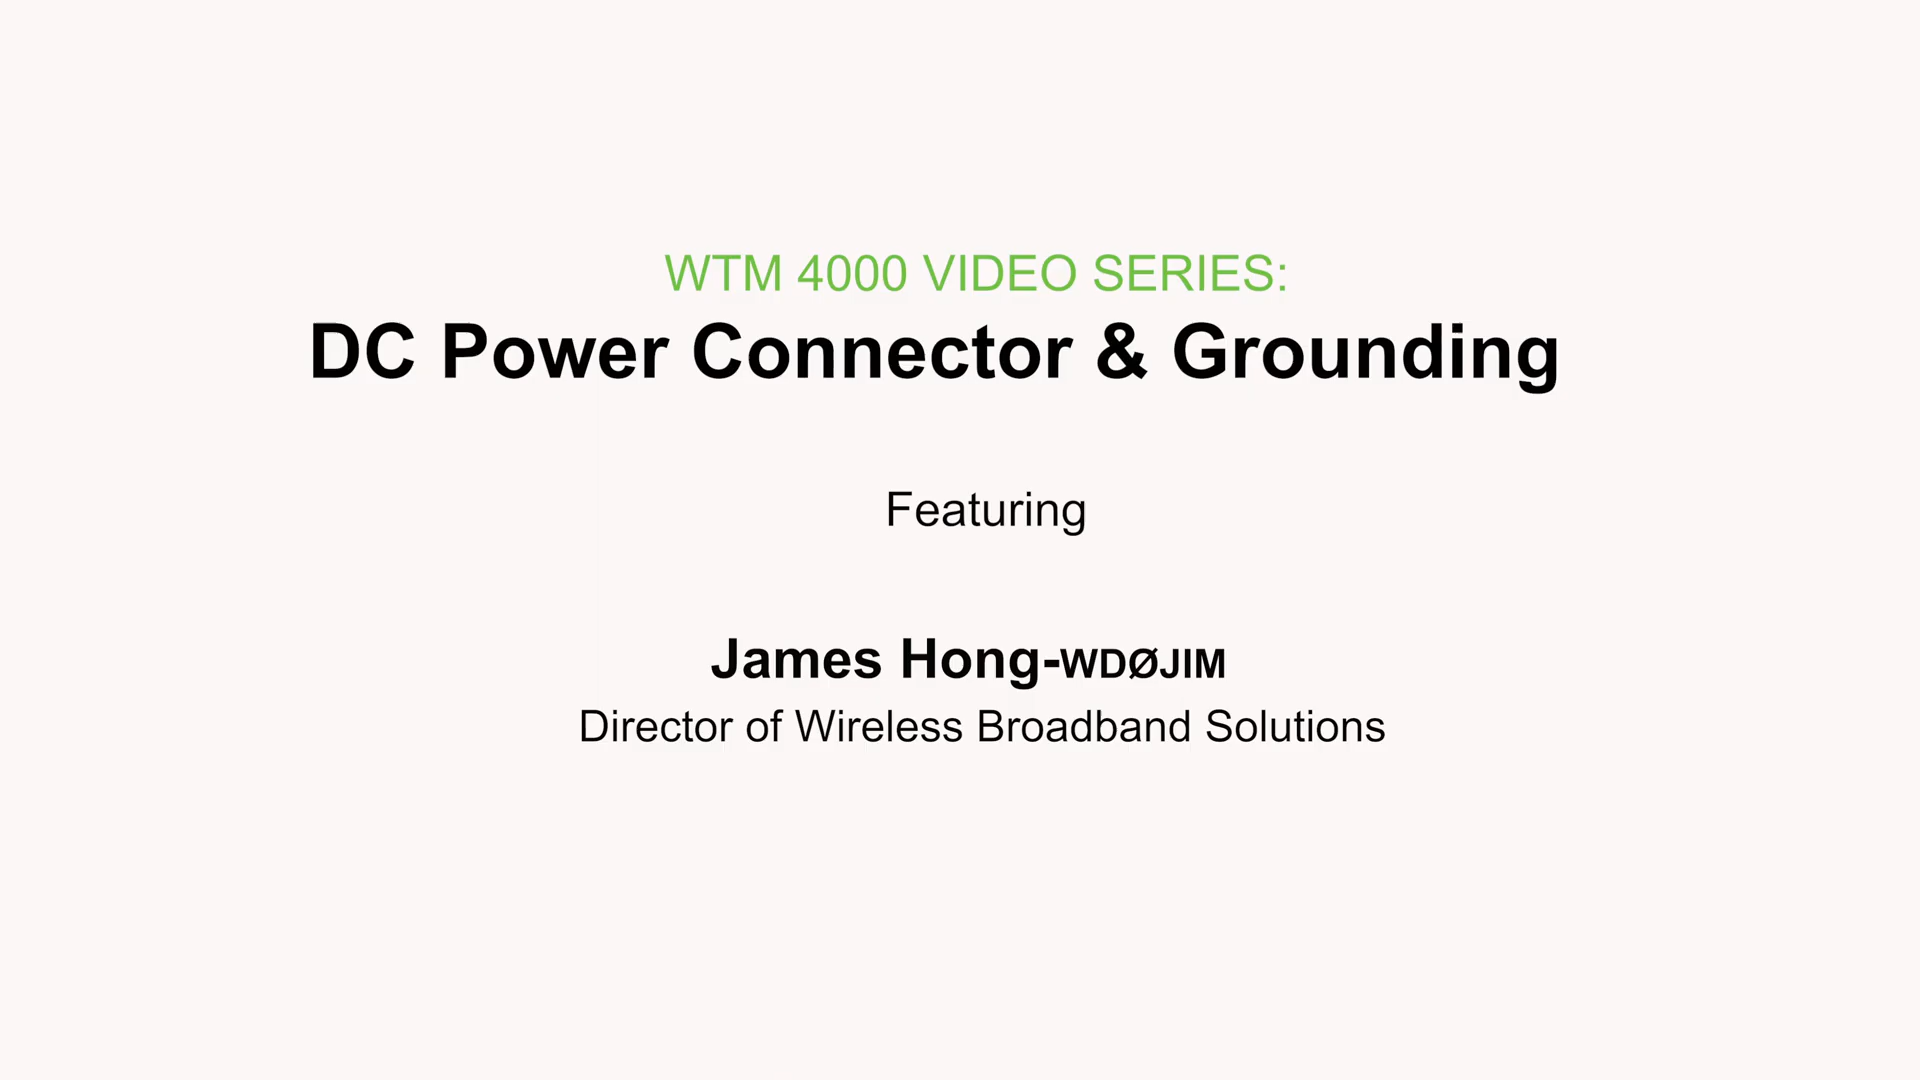 WTM 4000 VIDEO SERIES:
DC Power Connector & Grounding
Featuring
James Hong-WDØJIM
Director of Wireless Broadband Solutions